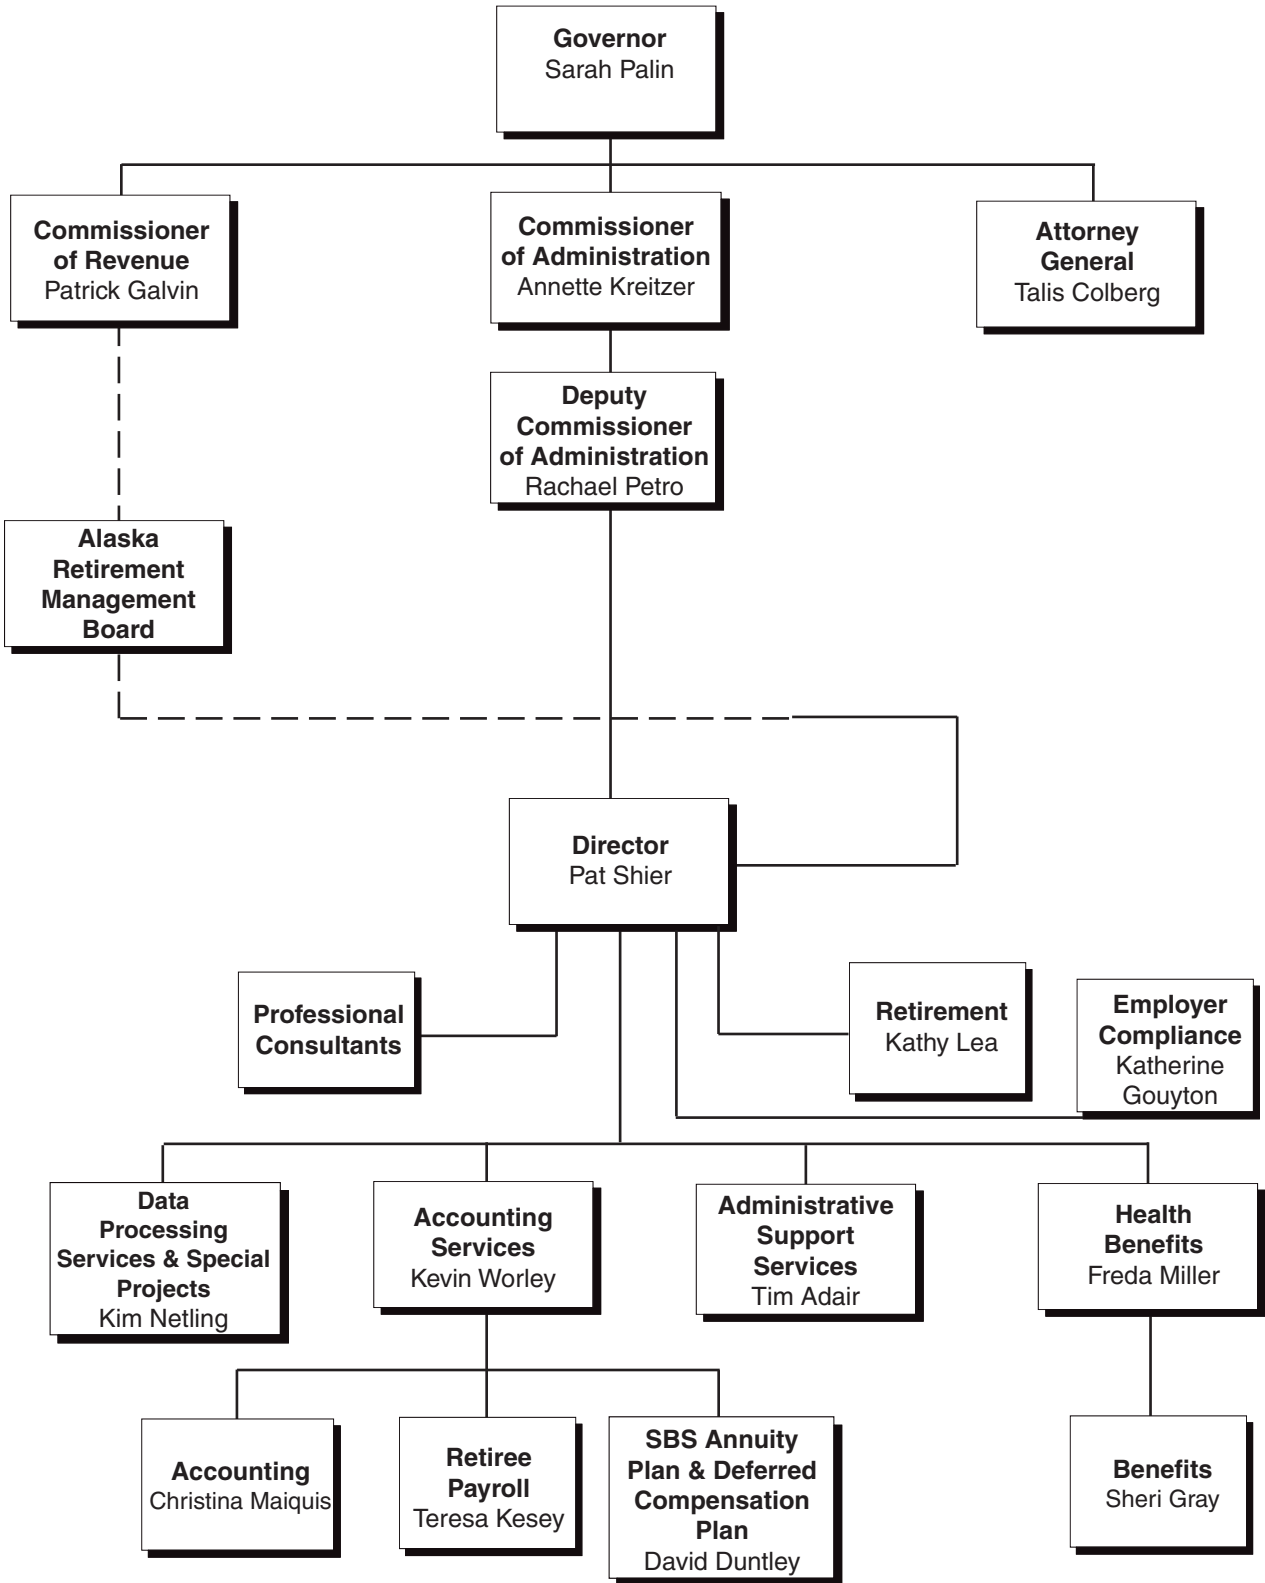 Governor
Sarah Palin
Commissioner
of Revenue
Patrick Galvin
Commissioner
of Administration
Annette Kreitzer
Attorney
General
Talis Colberg
Deputy
Commissioner
of Administration
Rachael Petro
Alaska
Retirement
Management
Board
Director
Pat Shier
Professional
Consultants
Retirement
Kathy Lea
Employer
Compliance
Katherine
Gouyton
Data
Processing
Services & Special
Projects
Kim Netling
Accounting
Services
Kevin Worley
Administrative
Support
Services
Tim Adair
Health
Benefits
Freda Miller
Accounting
Christina Maiquis
Retiree
Payroll
Teresa Kesey
SBS Annuity
Plan & Deferred
Compensation
Plan
David Duntley
Benefits
Sheri Gray